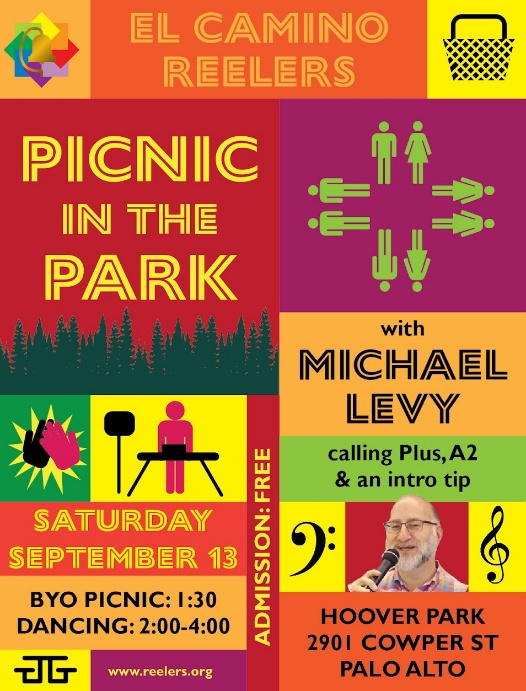 EL CAMINO
REELERS
PICNIC
IN THE
PARK
with
MICHAEL
LEVY
calling Plus, A2
& an intro tip
SATURDAY
SEPTEMBER 13
BYO PICNIC: 1:30
DANCING: 2:00-4:00
www.reelers.org
ADMISSION: FREE
HOOVER PARK
2901 COWPER ST
PALO ALTO